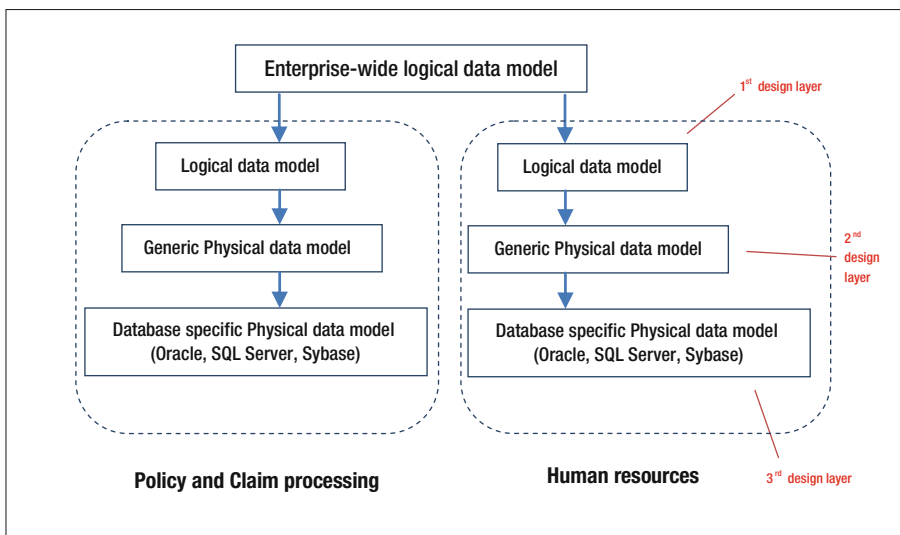 Enterprise-wide logical data model
1st design layer
Logical data model
Logical data model
Generic Physical data model
Generic Physical data model
2nd
design
layer
Database specific Physical data model
(Oracle, SQL Server, Sybase)
Database specific Physical data model
(Oracle, SQL Server, Sybase)
Policy and Claim processing
Human resources
3rd design layer